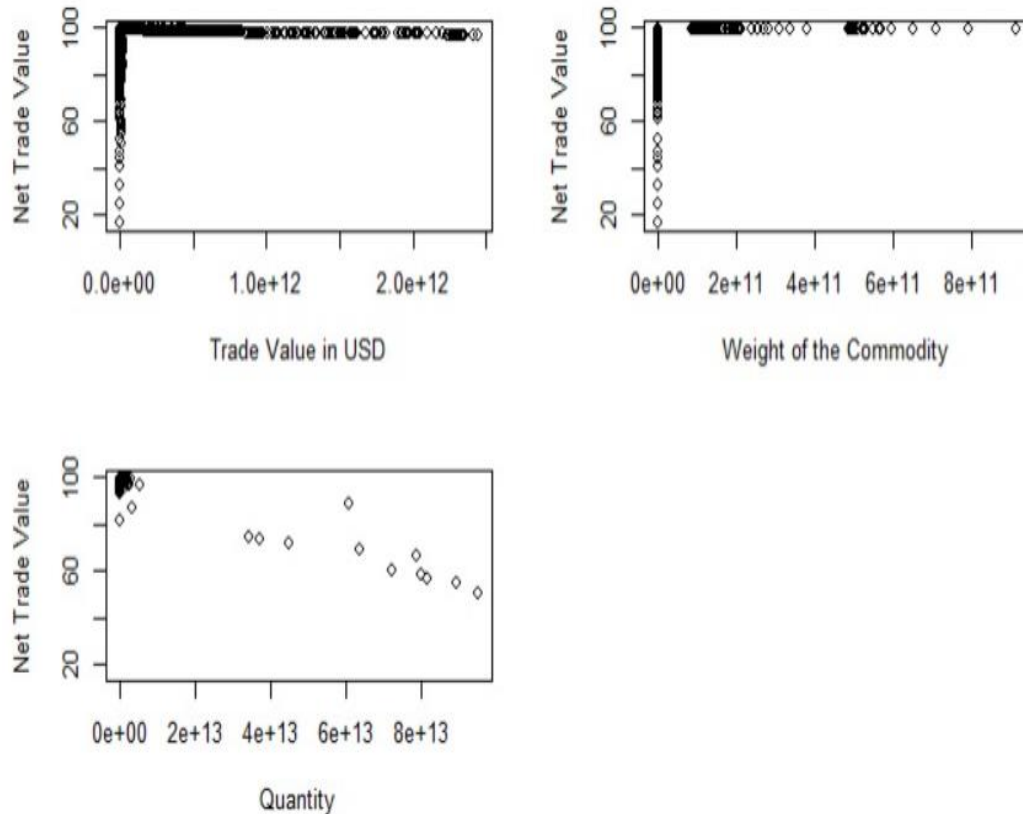 Net Trade Value
20
60
100
0.0e+00
1.0e+12
2.0e+12
Trade Value in USD
Net Trade Value
20
60
100
0e+00
2e+11
4e+11
6e+11
8e+11
Weight of the Commodity
Net Trade Value
20
60
100
0e+00
2e+13
4e+13
6e+13
8e+13
Quantity